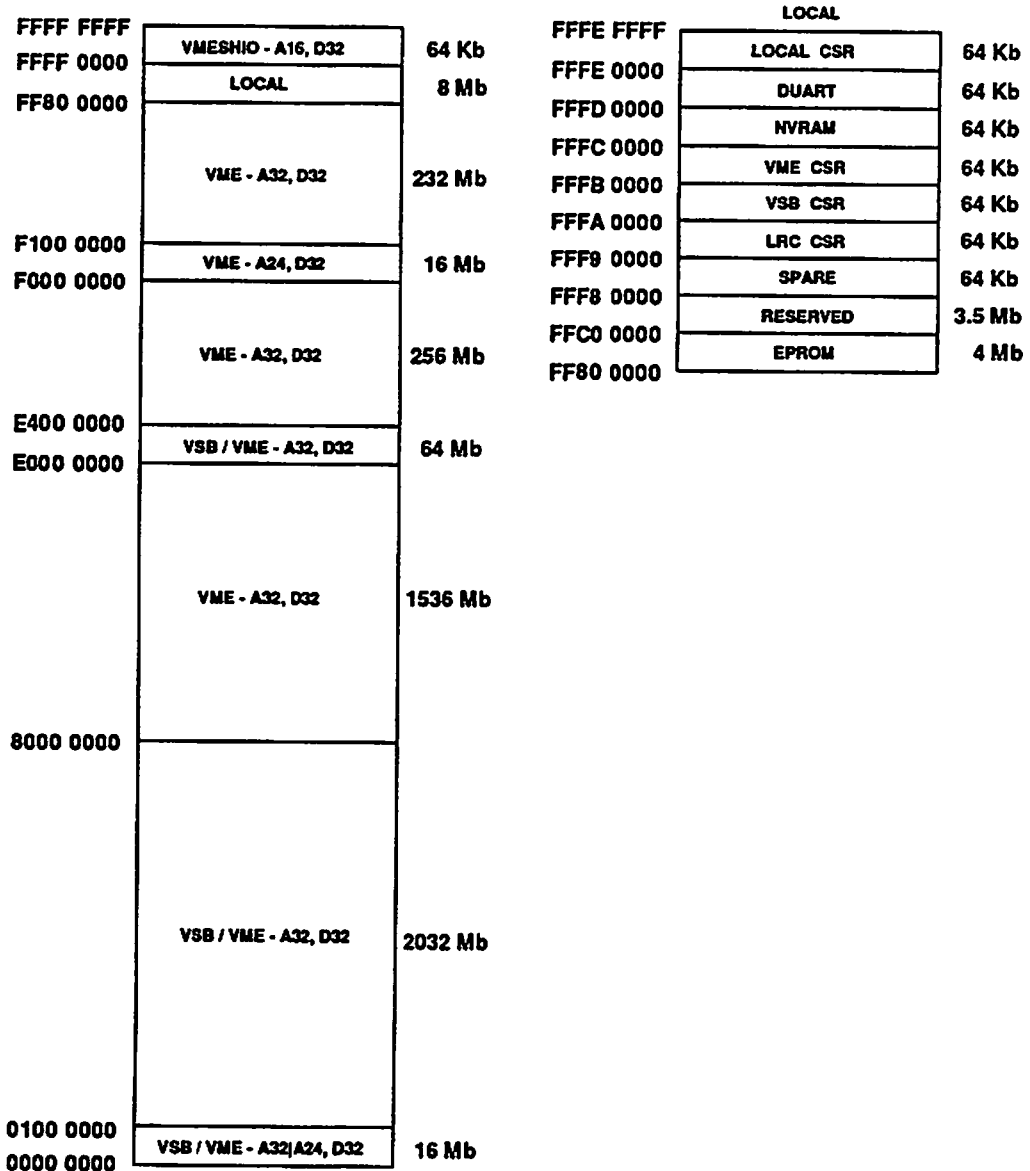 FFFF FFFF
VMESHIO - A16, D32
64 Kb
FFFF 0000
LOCAL
8 Mb
FF80 0000
VME - A32, D32
232 Mb
F100 0000
VME - A24, D32
16 Mb
F000 0000
VME - A32, D32
256 Mb
E400 0000
VSB / VME - A32, D32
64 Mb
E000 0000
VME - A32, D32
1536 Mb
8000 0000
VSB / VME - A32, D32
2032 Mb
0100 0000
VSB / VME - A32|A24, D32
16 Mb
0000 0000
LOCAL
FFFE FFFF
LOCAL CSR
64 Kb
FFFE 0000
DUART
64 Kb
FFFD 0000
NVRAM
64 Kb
FFFC 0000
VME CSR
64 Kb
FFFB 0000
VSB CSR
64 Kb
FFFA 0000
LRC CSR
64 Kb
FFF9 0000
SPARE
64 Kb
FFF8 0000
RESERVED
3.5 Mb
FFC0 0000
EPROM
4 Mb
FF80 0000